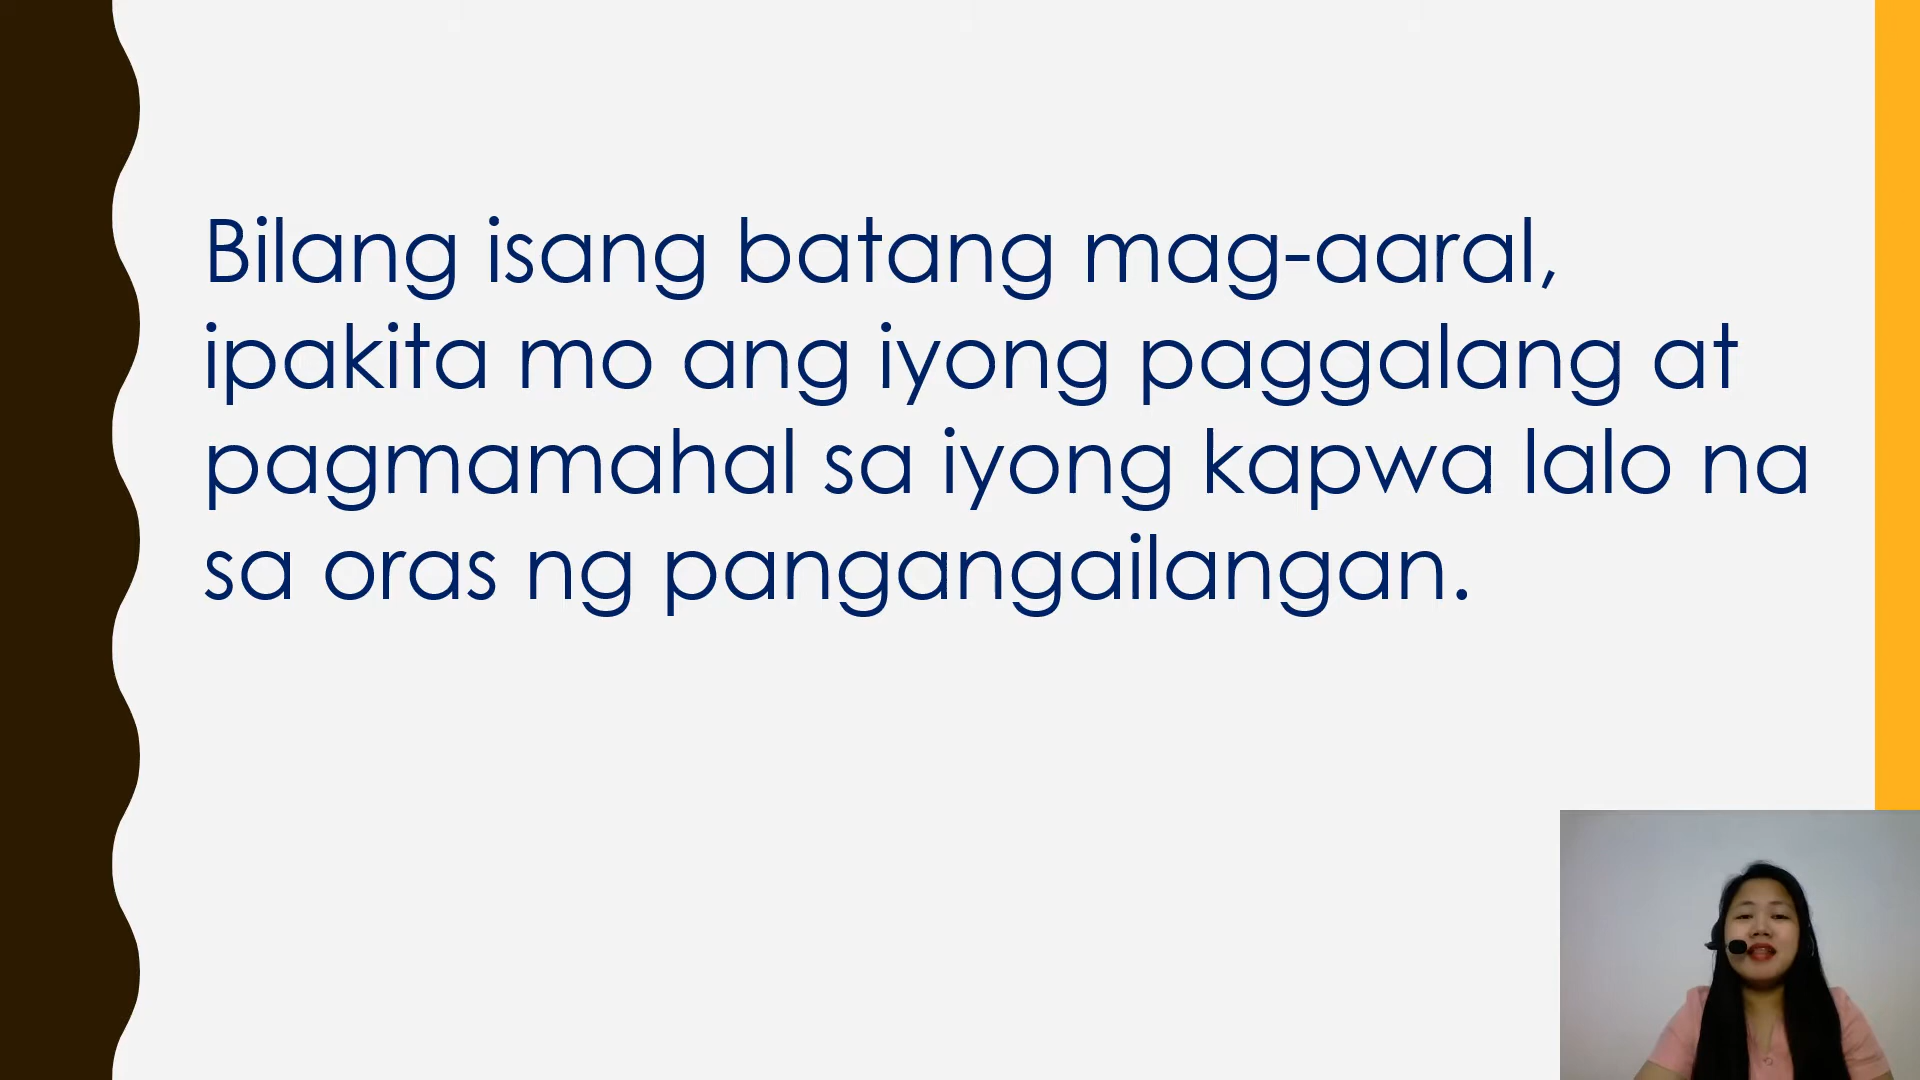 Bilang isang batang mag-aaral,
ipakita mo ang iyong paggalang at
pagmamahal sa iyong kapwa lalo na
sa oras ng pangangailangan.